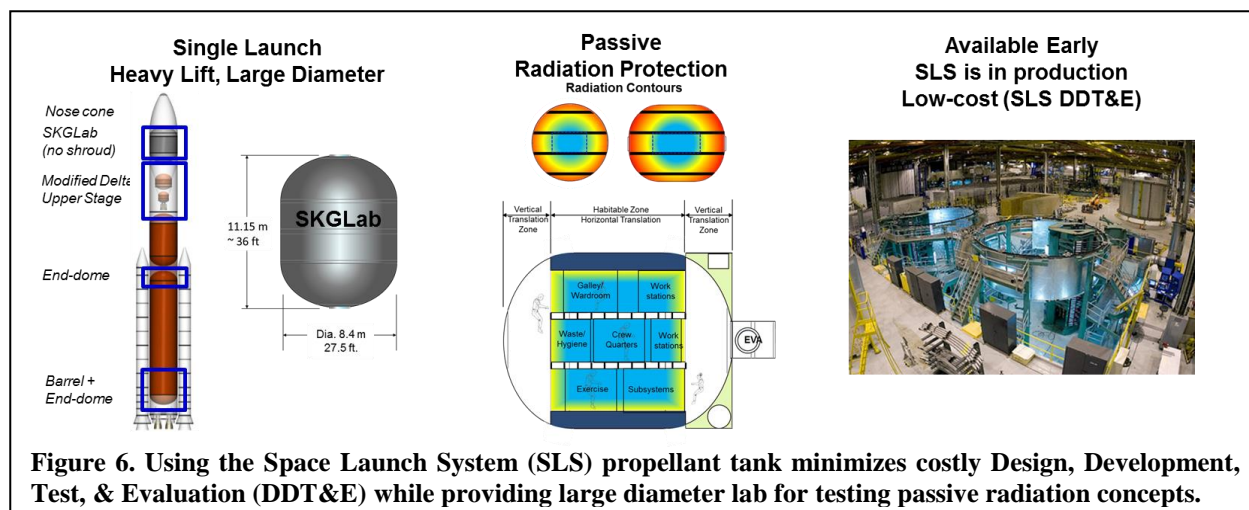 Single Launch
Heavy Lift, Large Diameter
Nose cone
SKGLab
(no shroud)
Modified Delta
Upper Stage
End-dome
Barrel +
End-dome
11.15 m
~ 36 ft
SKGLab
Dia. 8.4 m
27.5 ft.
Passive
Radiation Protection
Radiation Contours
Vertical
Translation
Zone
Habitable Zone
Horizontal Translation
Vertical
Translation
Zone
Galley/
Wardroom
Work
stations
Waste/
Hygiene
Crew
Quarters
Work
stations
Exercise
Subsystems
EVA
Available Early
SLS is in production
Low-cost (SLS DDT&E)
Figure 6. Using the Space Launch System (SLS) propellant tank minimizes costly Design, Development,
Test, & Evaluation (DDT&E) while providing large diameter lab for testing passive radiation concepts.